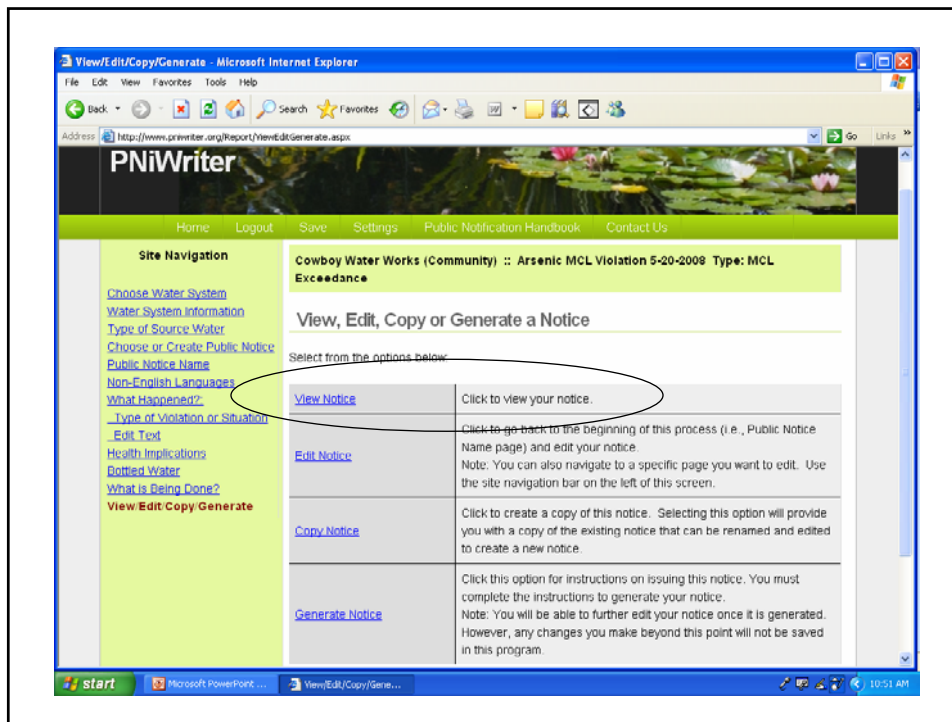 View/Edit/Copy/Generate - Microsoft Internet Explorer
File Edit View Favorites Tools Help
Back Search Favorites
Address http://www.pniwriter.org/Report/ViewEditGenerate.aspx Go Links
PNiWriter
Home Logout Save Settings Public Notification Handbook Contact Us
Site Navigation
Choose Water System
Water System Information
Type of Source Water
Choose or Create Public Notice
Public Notice Name
Non-English Languages
What Happened?:
Type of Violation or Situation
Edit Text
Health Implications
Bottled Water
What is Being Done?
View/Edit/Copy/Generate
Cowboy Water Works (Community) :: Arsenic MCL Violation 5-20-2008 Type: MCL
Exceedance
View, Edit, Copy or Generate a Notice
Select from the options below:
View Notice
Click to view your notice.
Edit Notice
Click to go back to the beginning of this process (i.e., Public Notice
Name page) and edit your notice.
Note: You can also navigate to a specific page you want to edit. Use
the site navigation bar on the left of this screen.
Copy Notice
Click to create a copy of this notice. Selecting this option will provide
you with a copy of the existing notice that can be renamed and edited
to create a new notice.
Generate Notice
Click this option for instructions on issuing this notice. You must
complete the instructions to generate your notice.
Note: You will be able to further edit your notice once it is generated.
However, any changes you make beyond this point will not be saved
in this program.
start Microsoft PowerPoint ... View/Edit/Copy/Gene... 10:51 AM